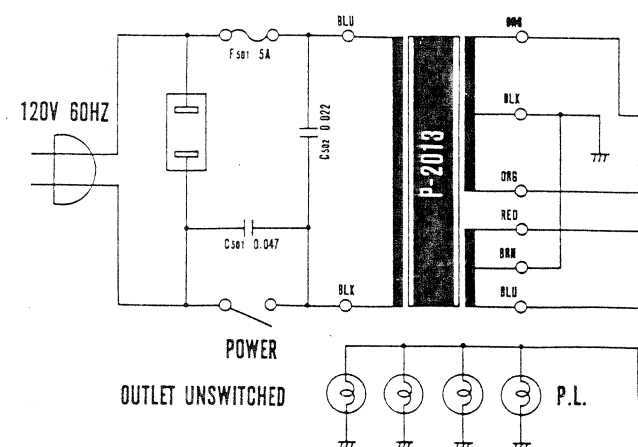 BLU
ORG
F501 5A
120V 60HZ
C502 0.022
BLK
P-2013
ORG
RED
C501 0.047
BRN
BLK
BLU
POWER
OUTLET UNSWITCHED
P.L.